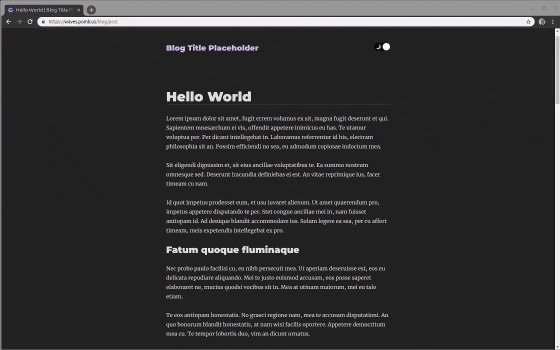 Hello World | Blog Title P
https://waves.pomb.us/blog/post
Blog Title Placeholder
Hello World
Lorem ipsum dolor sit amet, fugit errem volumus ex sit, magna fugit deserunt et qui.
Sapientem mnesarchum ei vis, offendit appetere inimicus eu has. Te utamur
voluptua per. Per dicant intellegebat in. Laboramus referrentur id his, electram
philosophia sit an. Possim efficiendi no sea, eu admodum copiosae indoctum mea.
Sit eligendi dignissim et, sit eius ancillae voluptatibus te. Ea summo nostrum
omnesque sed. Deserunt iracundia definiebas ei est. An vitae reprimique ius, facer
timeam cu nam.
Id quot impetus prodesset eum, et usu iuvaret alienum. Ut amet quaerendum pro,
impetus appetere disputando te per. Stet congue ancillae mei in, nam fuisset
antiopam id. Ad denique blandit accommodare ius. Solum legere ea sea, per cu affert
timeam, meis expetendis intellegebat ex pro.
Fatum quoque fluminaque
Nec probo paulo facilisi cu, eu nibh persecuti mea. Ut aperiam deseruisse est, eos eu
delicata repudiare aliquando. Mel te justo euismod accusam, eos posse saperet
elaboraret ne, murius quodsi vocibus sit in. Mea at utinam maiorum, mei eu tale
etiam.
Te eos antiopam honestatis. No graeci regione nam, mea te accusam disputationi. An
quo bonorum blandit honestatis, at nam wisi facilis oportere. Appetere democritum
mea cu. Te tempor lobortis duo, vim an dicunt ornatus.